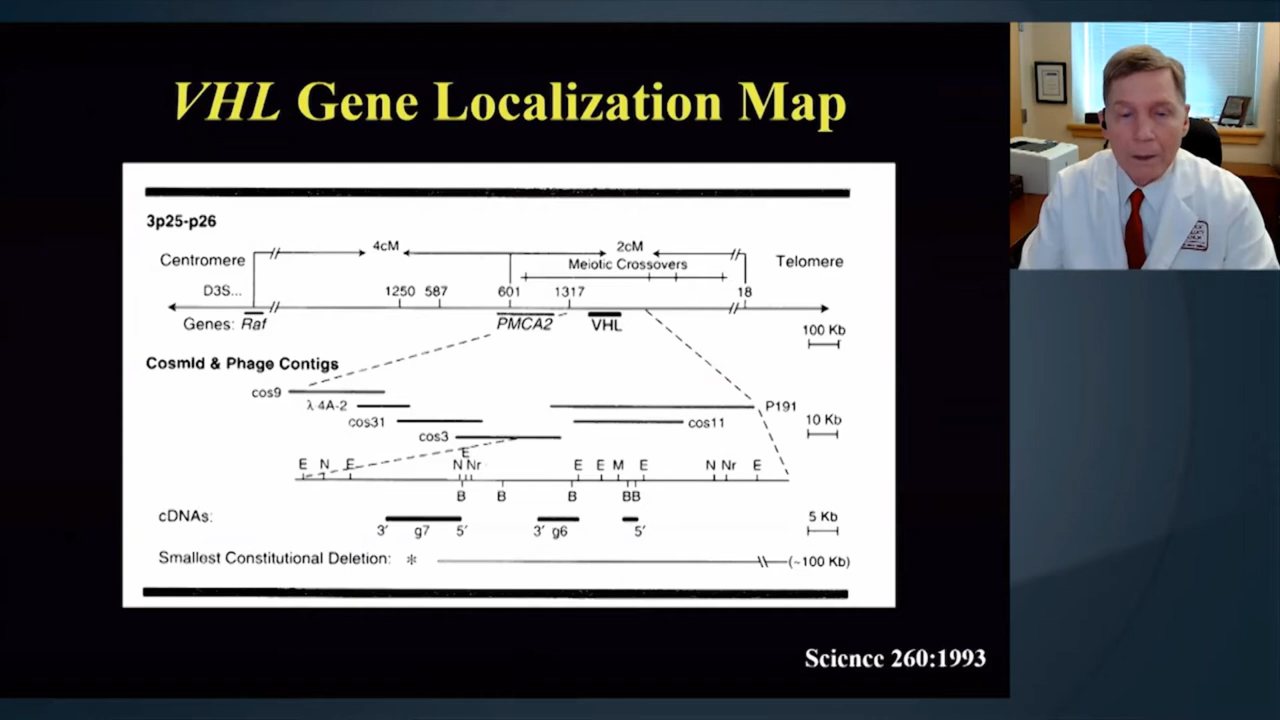 VHL Gene Localization Map
3p25-p26
4cM 2cM
Centromere Meiotic Crossovers Telomere
D3S... 1250 587 601 1317 18
Genes: Raf PMCA2 VHL
100 Kb
Cosmid & Phage Contigs
cos9
λ 4A-2 P191
cos31 cos11 10 Kb
cos3
E
E N E N Nr E E M E N Nr E
B B B BB
cDNAs: 5 Kb
3′ g7 5′ 3′ g6 5′
Smallest Constitutional Deletion: * (~100 Kb)
Science 260:1993